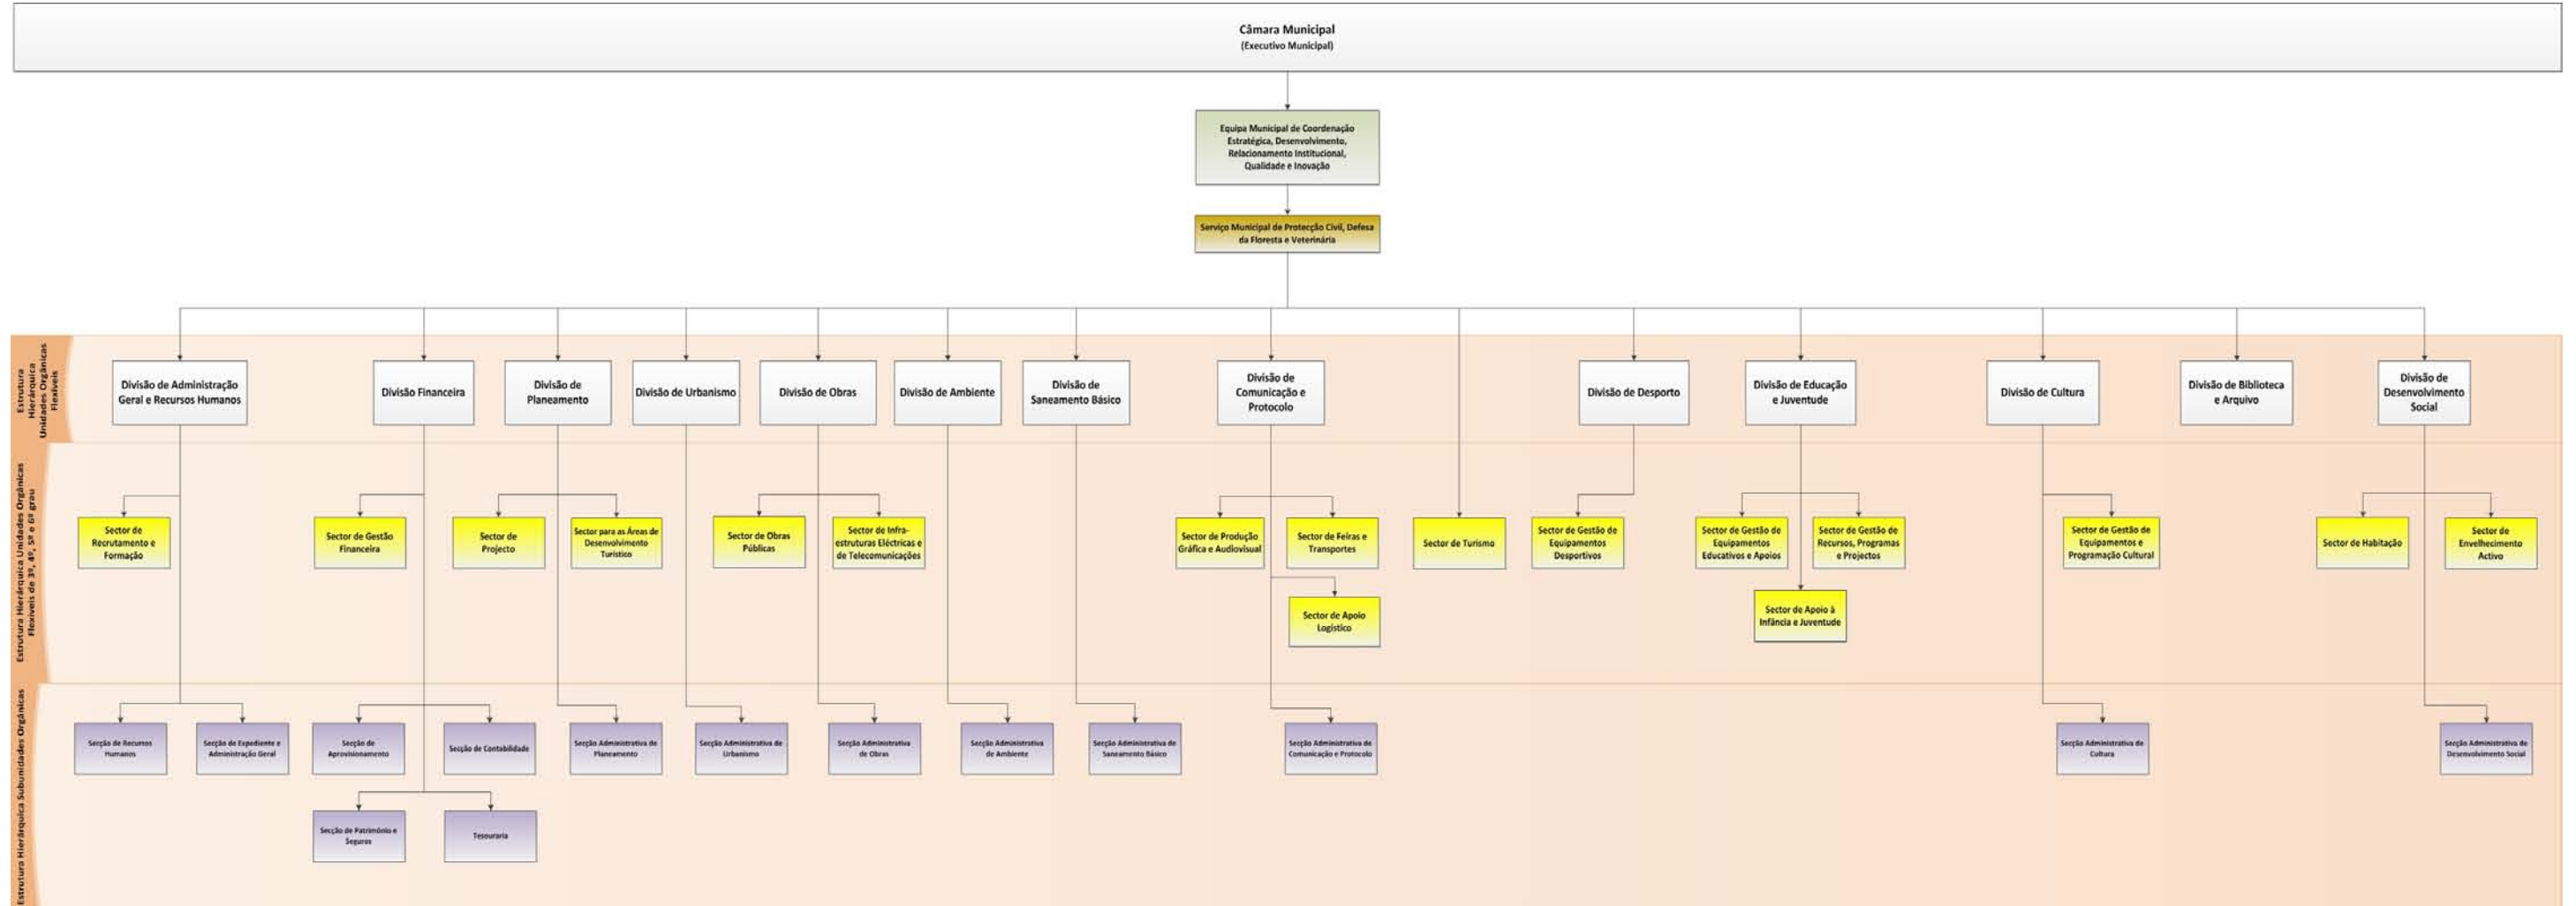 Câmara Municipal
(Executivo Municipal)
Equipa Municipal de Coordenação
Estratégica, Desenvolvimento,
Relacionamento Institucional,
Qualidade e Inovação
Serviço Municipal de Protecção Civil, Defesa
da Floresta e Veterinária
Estrutura
Hierárquica
Unidades Orgânicas
Flexíveis
Divisão de Administração
Geral e Recursos Humanos
Divisão Financeira
Divisão de
Planeamento
Divisão de Urbanismo
Divisão de Obras
Divisão de Ambiente
Divisão de
Saneamento Básico
Divisão de
Comunicação e
Protocolo
Divisão de Desporto
Divisão de Educação
e Juventude
Divisão de Cultura
Divisão de Biblioteca
e Arquivo
Divisão de
Desenvolvimento
Social
Estrutura Hierárquica Unidades Orgânicas
Flexíveis de 3º, 4º, 5º e 6º grau
Sector de
Recrutamento e
Formação
Sector de Gestão
Financeira
Sector de
Projecto
Sector para as Áreas de
Desenvolvimento
Turístico
Sector de Obras
Públicas
Sector de Infra-
estruturas Eléctricas e
de Telecomunicações
Sector de Produção
Gráfica e Audiovisual
Sector de Feiras e
Transportes
Sector de Turismo
Sector de Gestão de
Equipamentos
Desportivos
Sector de Gestão de
Equipamentos
Educativos e Apoios
Sector de Gestão de
Recursos, Programas
e Projectos
Sector de Gestão de
Equipamentos e
Programação Cultural
Sector de Habitação
Sector de
Envelhecimento
Activo
Sector de Apoio
Logístico
Sector de Apoio à
Infância e Juventude
Estrutura Hierárquica Subunidades Orgânicas
Secção de Recursos
Humanos
Secção de Expediente e
Administração Geral
Secção de
Aprovisionamento
Secção de Contabilidade
Secção Administrativa de
Planeamento
Secção Administrativa de
Urbanismo
Secção Administrativa
de Obras
Secção Administrativa
de Ambiente
Secção Administrativa de
Saneamento Básico
Secção Administrativa de
Comunicação e Protocolo
Secção Administrativa de
Cultura
Secção Administrativa de
Desenvolvimento Social
Secção de Património e
Seguros
Tesouraria